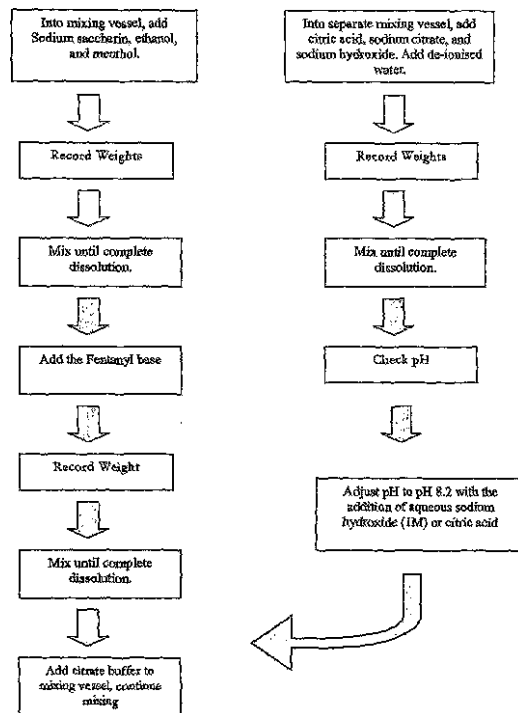 Into mixing vessel, add
Sodium saccharin, ethanol,
and menthol.
Record Weights
Mix until complete
dissolution.
Add the Fentanyl base
Record Weight
Mix until complete
dissolution.
Add citrate buffer to
mixing vessel, continue
mixing
Into separate mixing vessel, add
citric acid, sodium citrate, and
sodium hydroxide. Add de-ionised
water.
Record Weights
Mix until complete
dissolution.
Check pH
Adjust pH to pH 8.2 with the
addition of aqueous sodium
hydroxide (1M) or citric acid